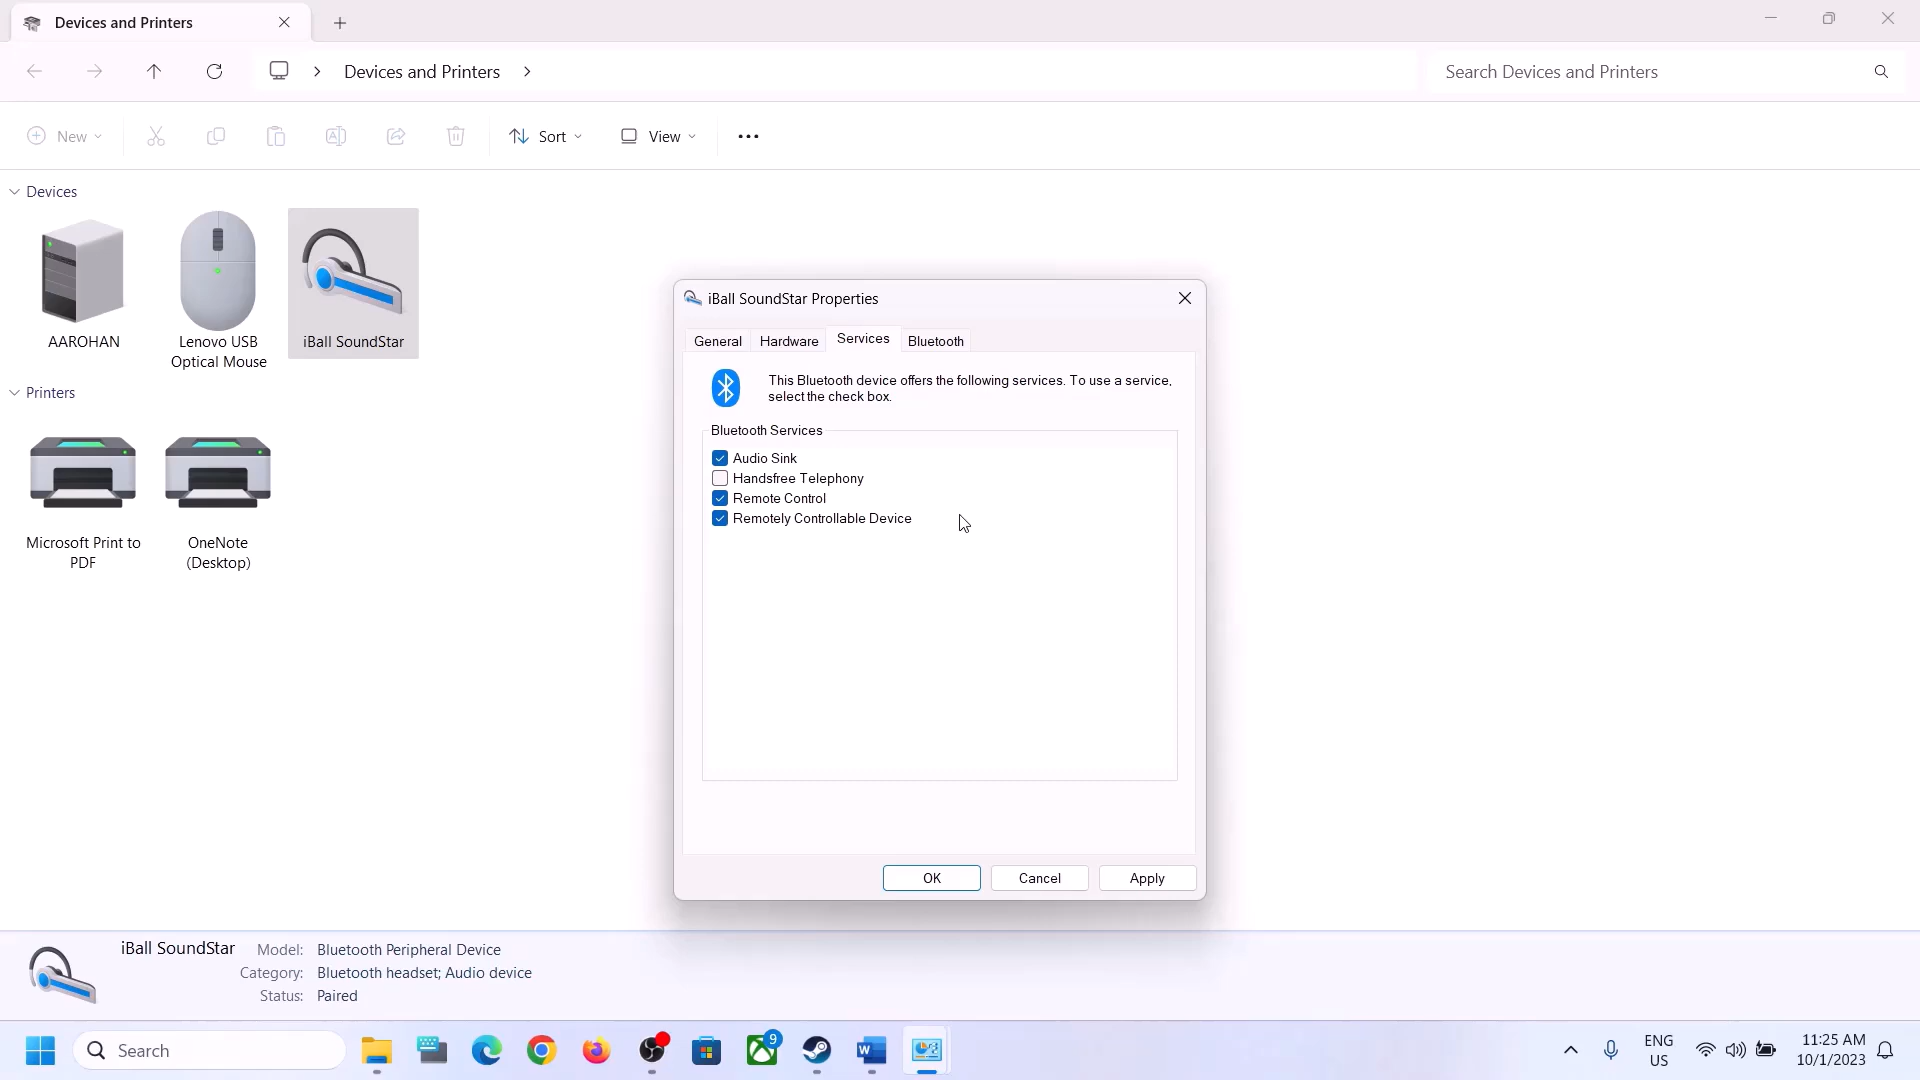 Devices and Printers
Devices and Printers
Search Devices and Printers
New
Sort
View
Devices
AAROHAN
Lenovo USB
Optical Mouse
iBall SoundStar
Printers
Microsoft Print to
PDF
OneNote
(Desktop)
iBall SoundStar Properties
General
Hardware
Services
Bluetooth
This Bluetooth device offers the following services. To use a service,
select the check box.
Bluetooth Services
Audio Sink
Handsfree Telephony
Remote Control
Remotely Controllable Device
OK
Cancel
Apply
iBall SoundStar
Model: Bluetooth Peripheral Device
Category: Bluetooth headset; Audio device
Status: Paired
Search
9
ENG
US
11:25 AM
10/1/2023